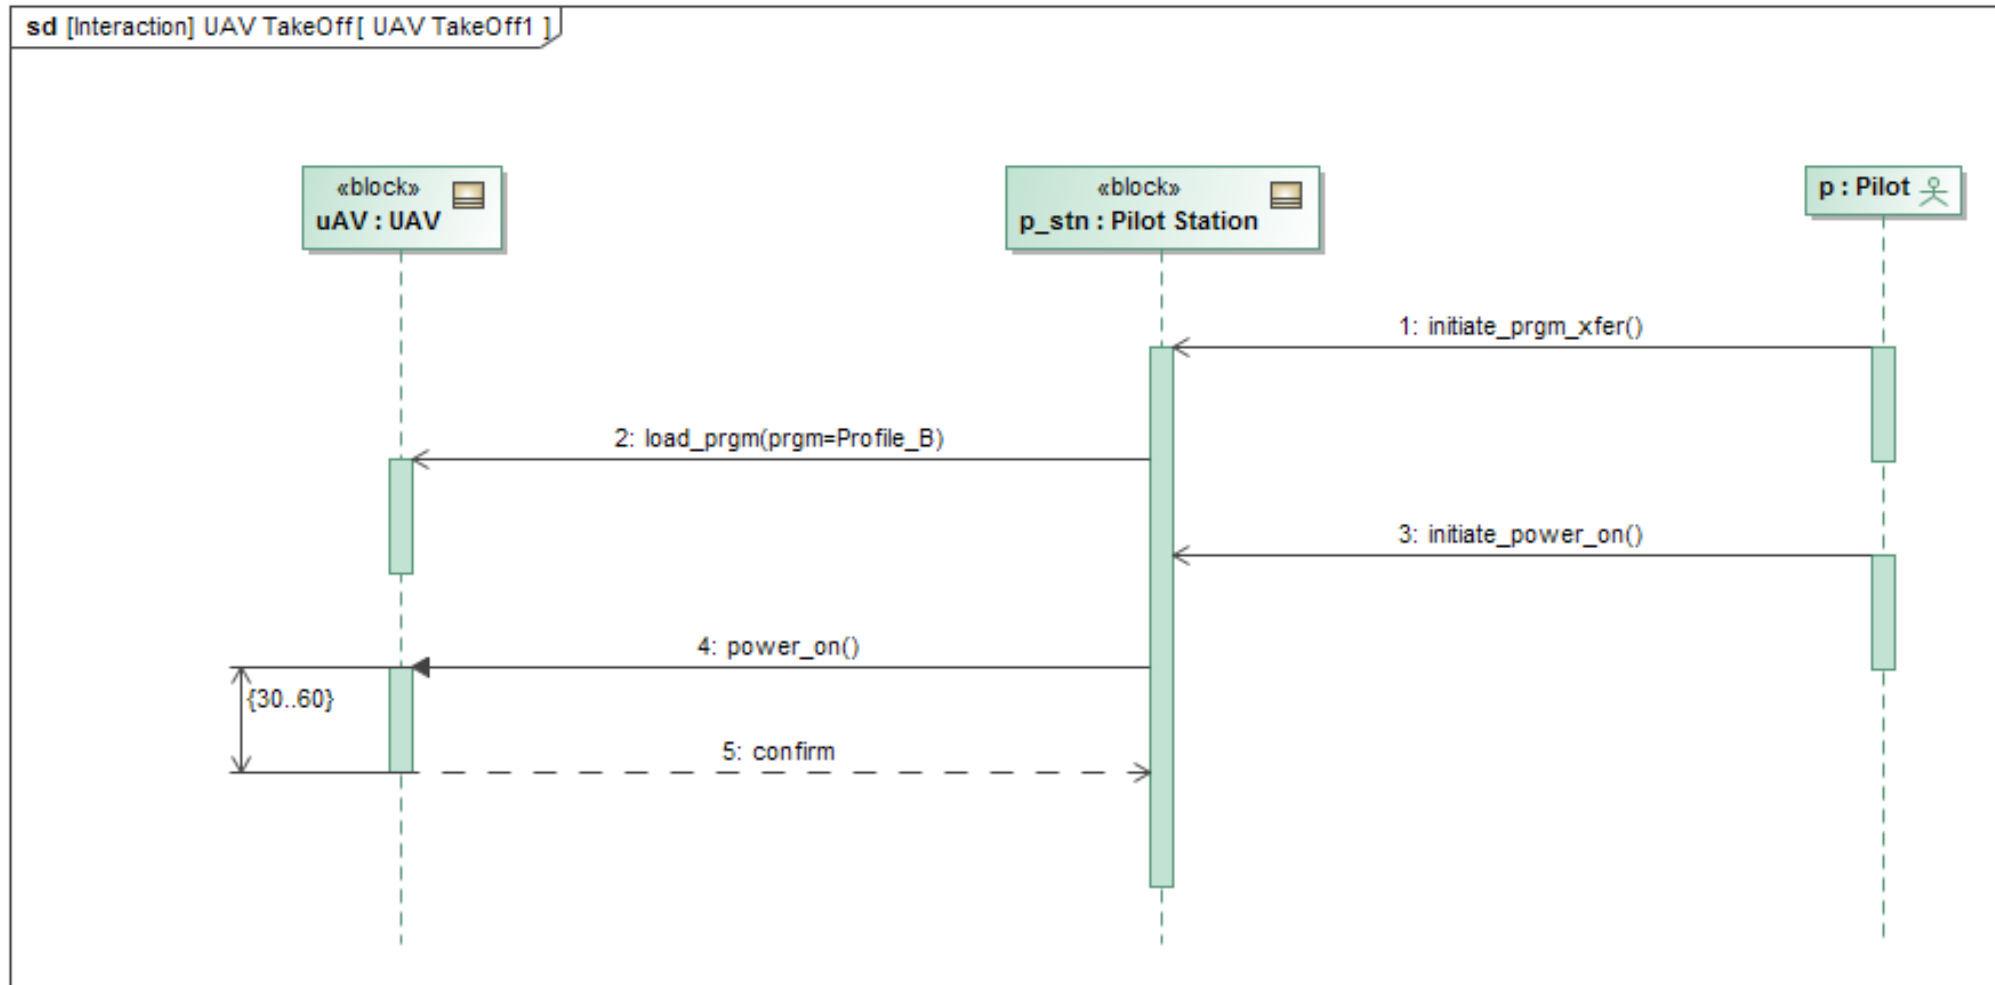 sd [Interaction] UAV TakeOff [ UAV TakeOff1 ]
«block»
uAV : UAV
«block»
p_stn : Pilot Station
p : Pilot
1: initiate_prgm_xfer()
2: load_prgm(prgm=Profile_B)
3: initiate_power_on()
4: power_on()
{30..60}
5: confirm